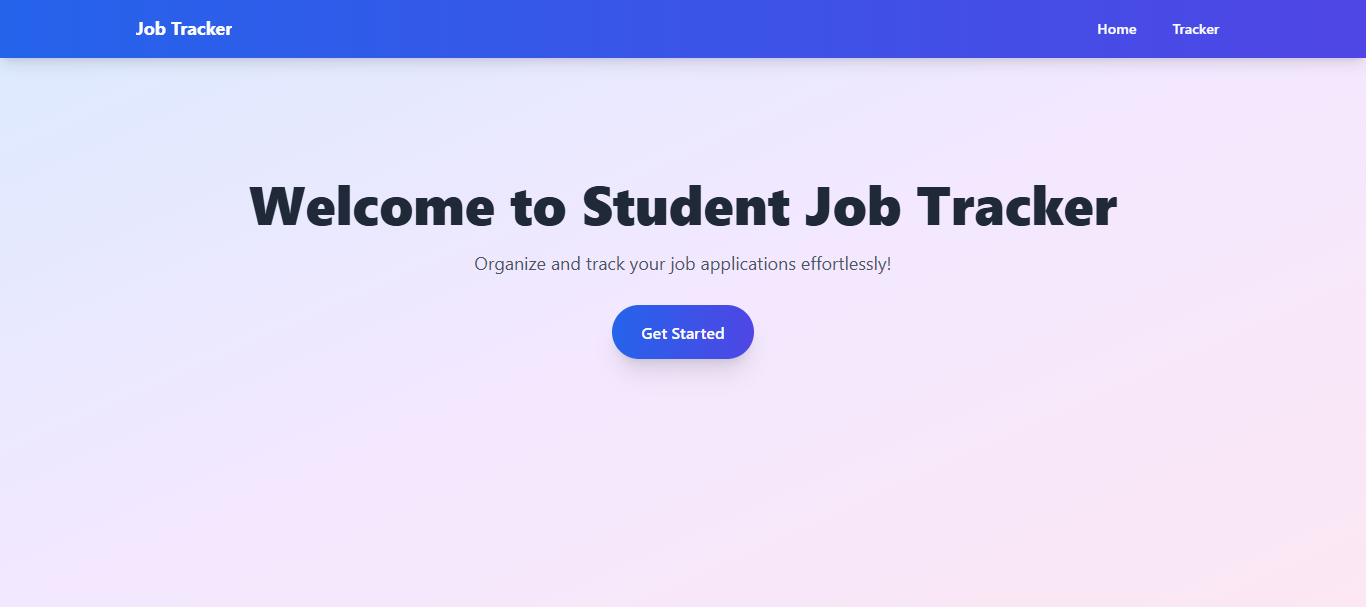 Job Tracker
Home
Tracker
Welcome to Student Job Tracker
Organize and track your job applications effortlessly!
Get Started